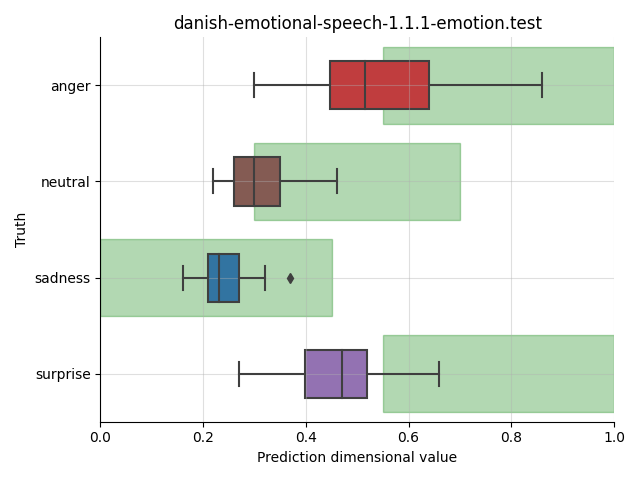 danish-emotional-speech-1.1.1-emotion.test
anger
neutral
sadness
surprise
Truth
0.0 0.2 0.4 0.6 0.8 1.0
Prediction dimensional value